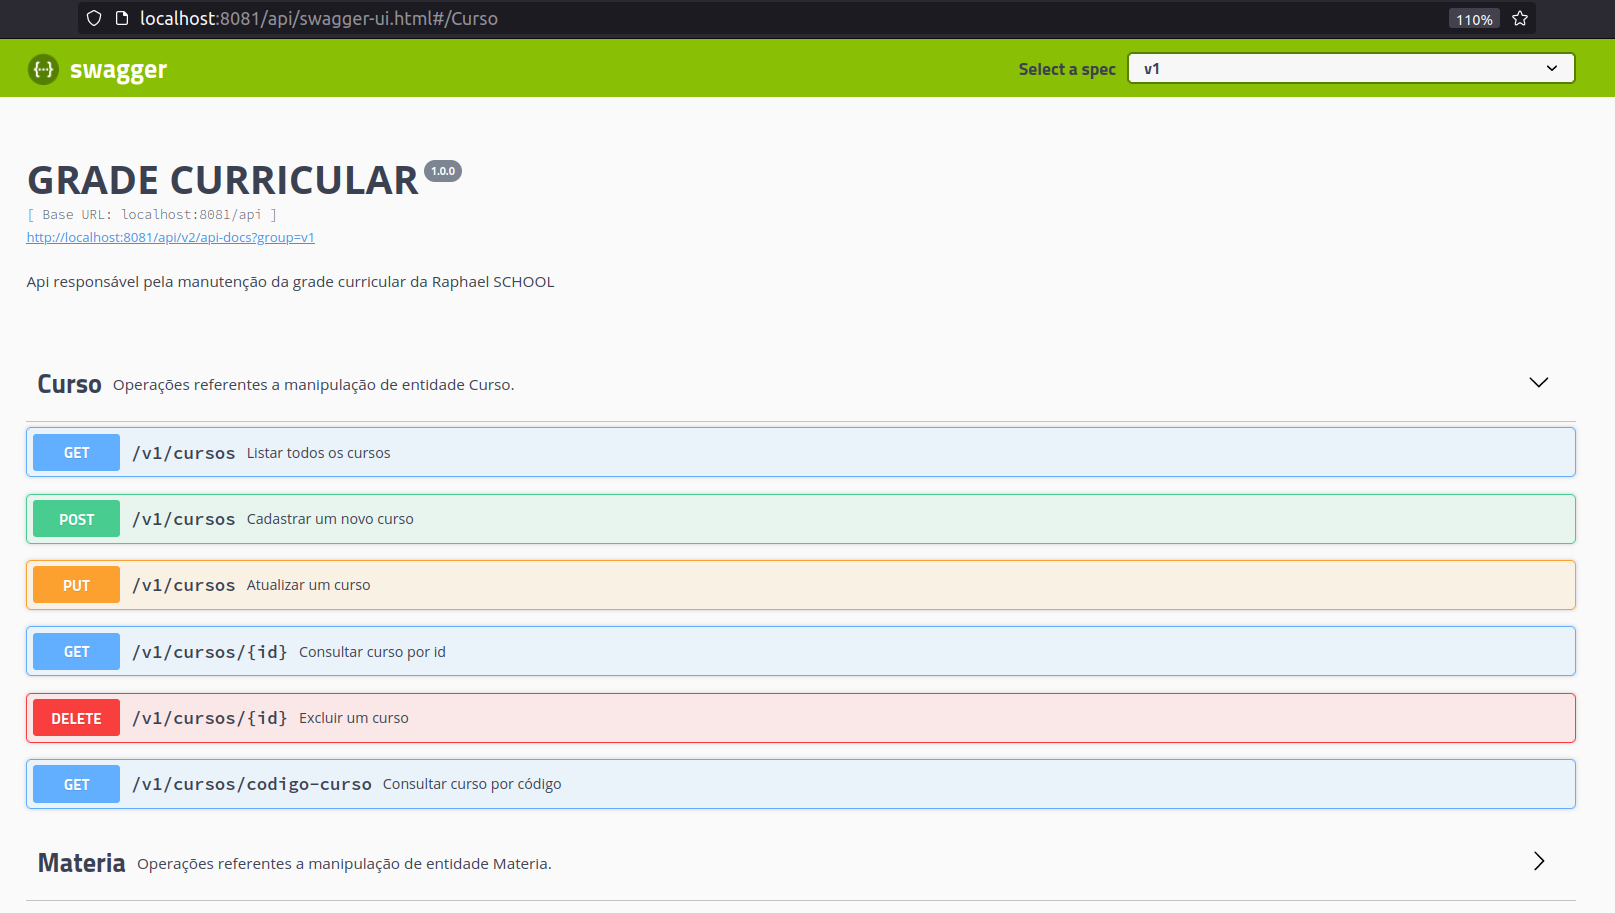 localhost:8081/api/swagger-ui.html#/Curso 110%
{···} swagger Select a spec v1
GRADE CURRICULAR 1.0.0
[ Base URL: localhost:8081/api ]
http://localhost:8081/api/v2/api-docs?group=v1
Api responsável pela manutenção da grade curricular da Raphael SCHOOL
Curso Operações referentes a manipulação de entidade Curso.
GET /v1/cursos Listar todos os cursos
POST /v1/cursos Cadastrar um novo curso
PUT /v1/cursos Atualizar um curso
GET /v1/cursos/{id} Consultar curso por id
DELETE /v1/cursos/{id} Excluir um curso
GET /v1/cursos/codigo-curso Consultar curso por código
Materia Operações referentes a manipulação de entidade Materia.